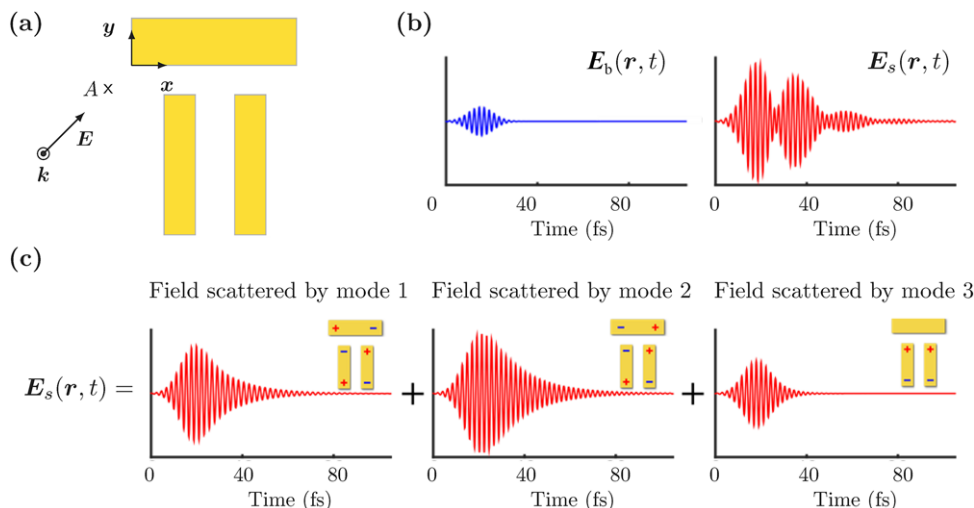 (a)
y
x
A ×
E
k
(b)
E_b(r, t)
0 40 80
Time (fs)
E_s(r, t)
0 40 80
Time (fs)
(c)
Field scattered by mode 1
Field scattered by mode 2
Field scattered by mode 3
E_s(r, t) =
+ −
− +
+ −
0 40 80
Time (fs)
+
− +
− +
+ −
0 40 80
Time (fs)
+
+ +
− −
0 40 80
Time (fs)